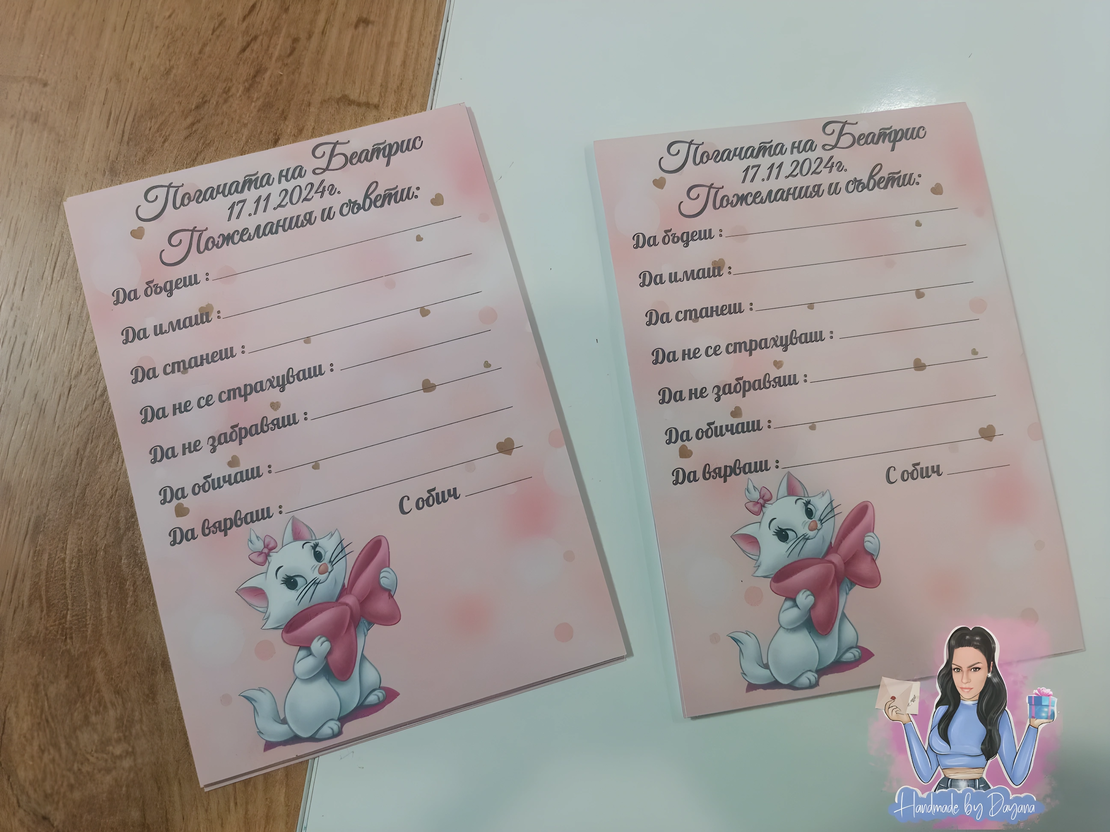 Погачата на Беатрис
17.11.2024г.
Пожелания и съвети:
Да бъдеш :
Да имаш :
Да станеш :
Да не се страхуваш :
Да не забравяш :
Да обичаш :
Да вярваш :
С обич
Погачата на Беатрис
17.11.2024г.
Пожелания и съвети:
Да бъдеш :
Да имаш :
Да станеш :
Да не се страхуваш :
Да не забравяш :
Да обичаш :
Да вярваш :
С обич
Handmade by Dayana